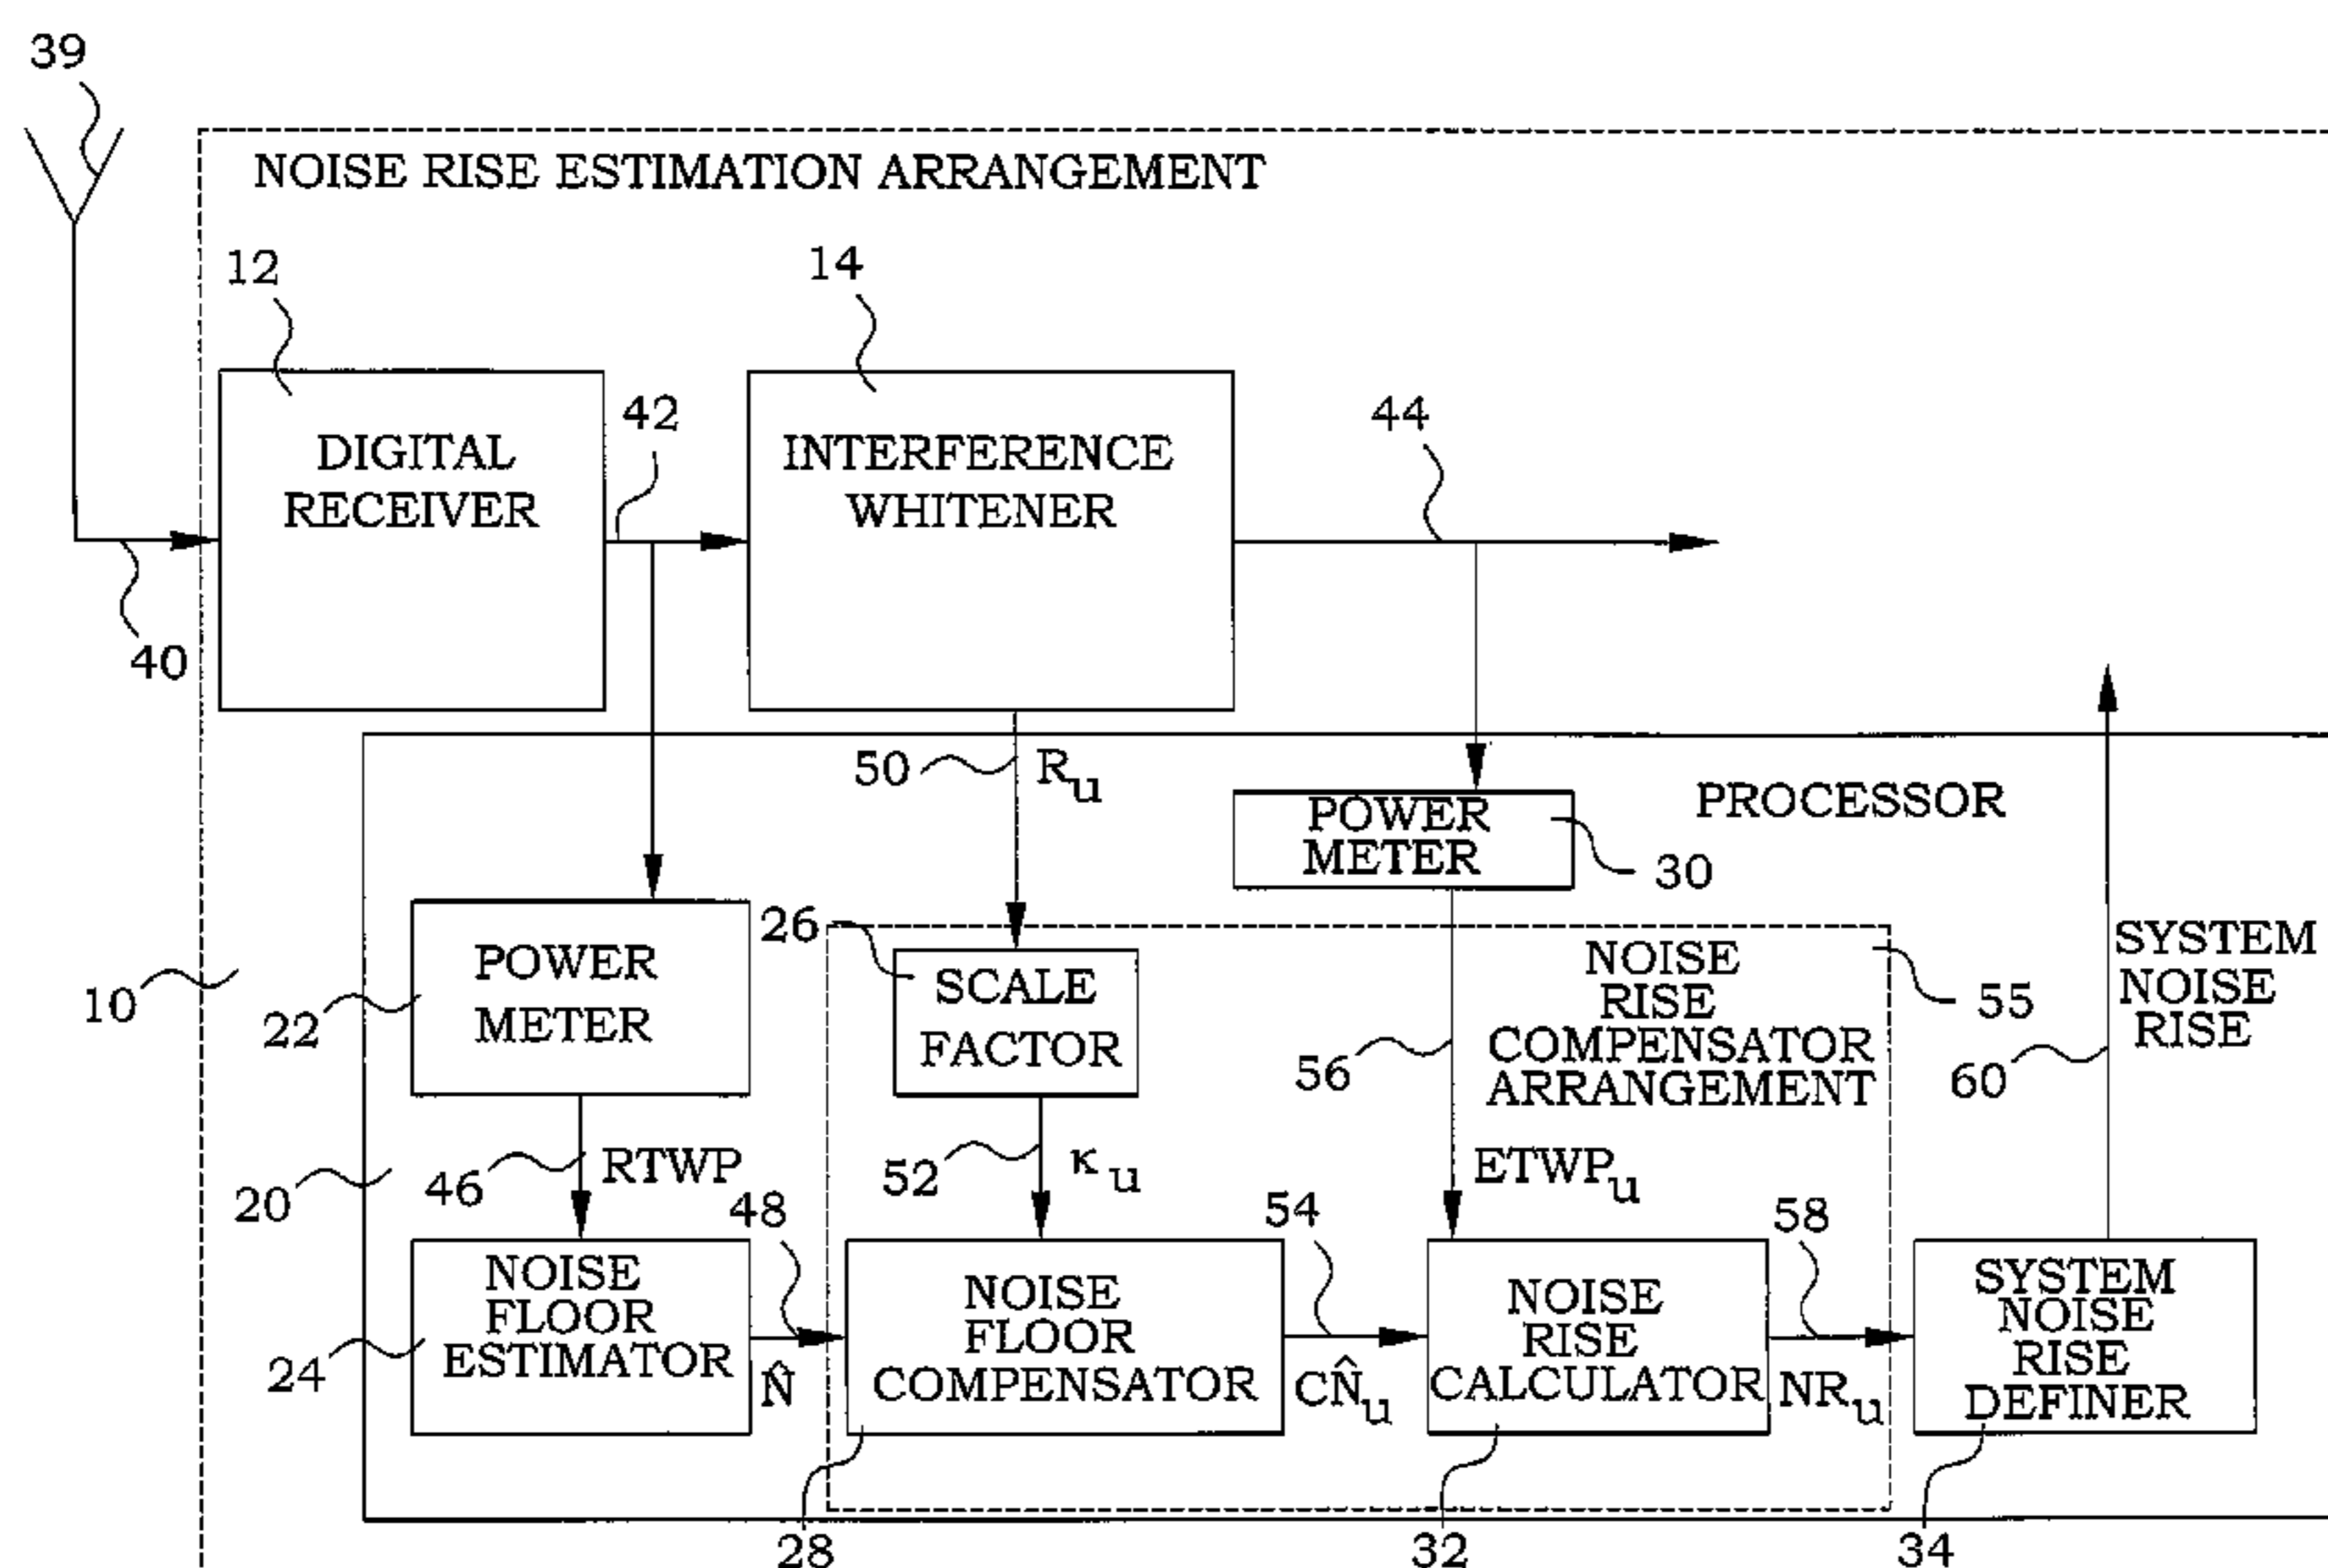 39
NOISE RISE ESTIMATION ARRANGEMENT
12
14
42
44
DIGITAL
RECEIVER
INTERFERENCE
WHITENER
40
50
Ru
POWER
METER
PROCESSOR
30
26
POWER
METER
SCALE
FACTOR
NOISE
RISE
COMPENSATOR
ARRANGEMENT
55
SYSTEM
NOISE
RISE
10
22
56
60
20
46
RTWP
48
52
κu
54
ETWPu
58
NOISE
FLOOR
ESTIMATOR
24
N̂
NOISE
FLOOR
COMPENSATOR
CN̂u
NOISE
RISE
CALCULATOR
NRu
SYSTEM
NOISE
RISE
DEFINER
28
32
34